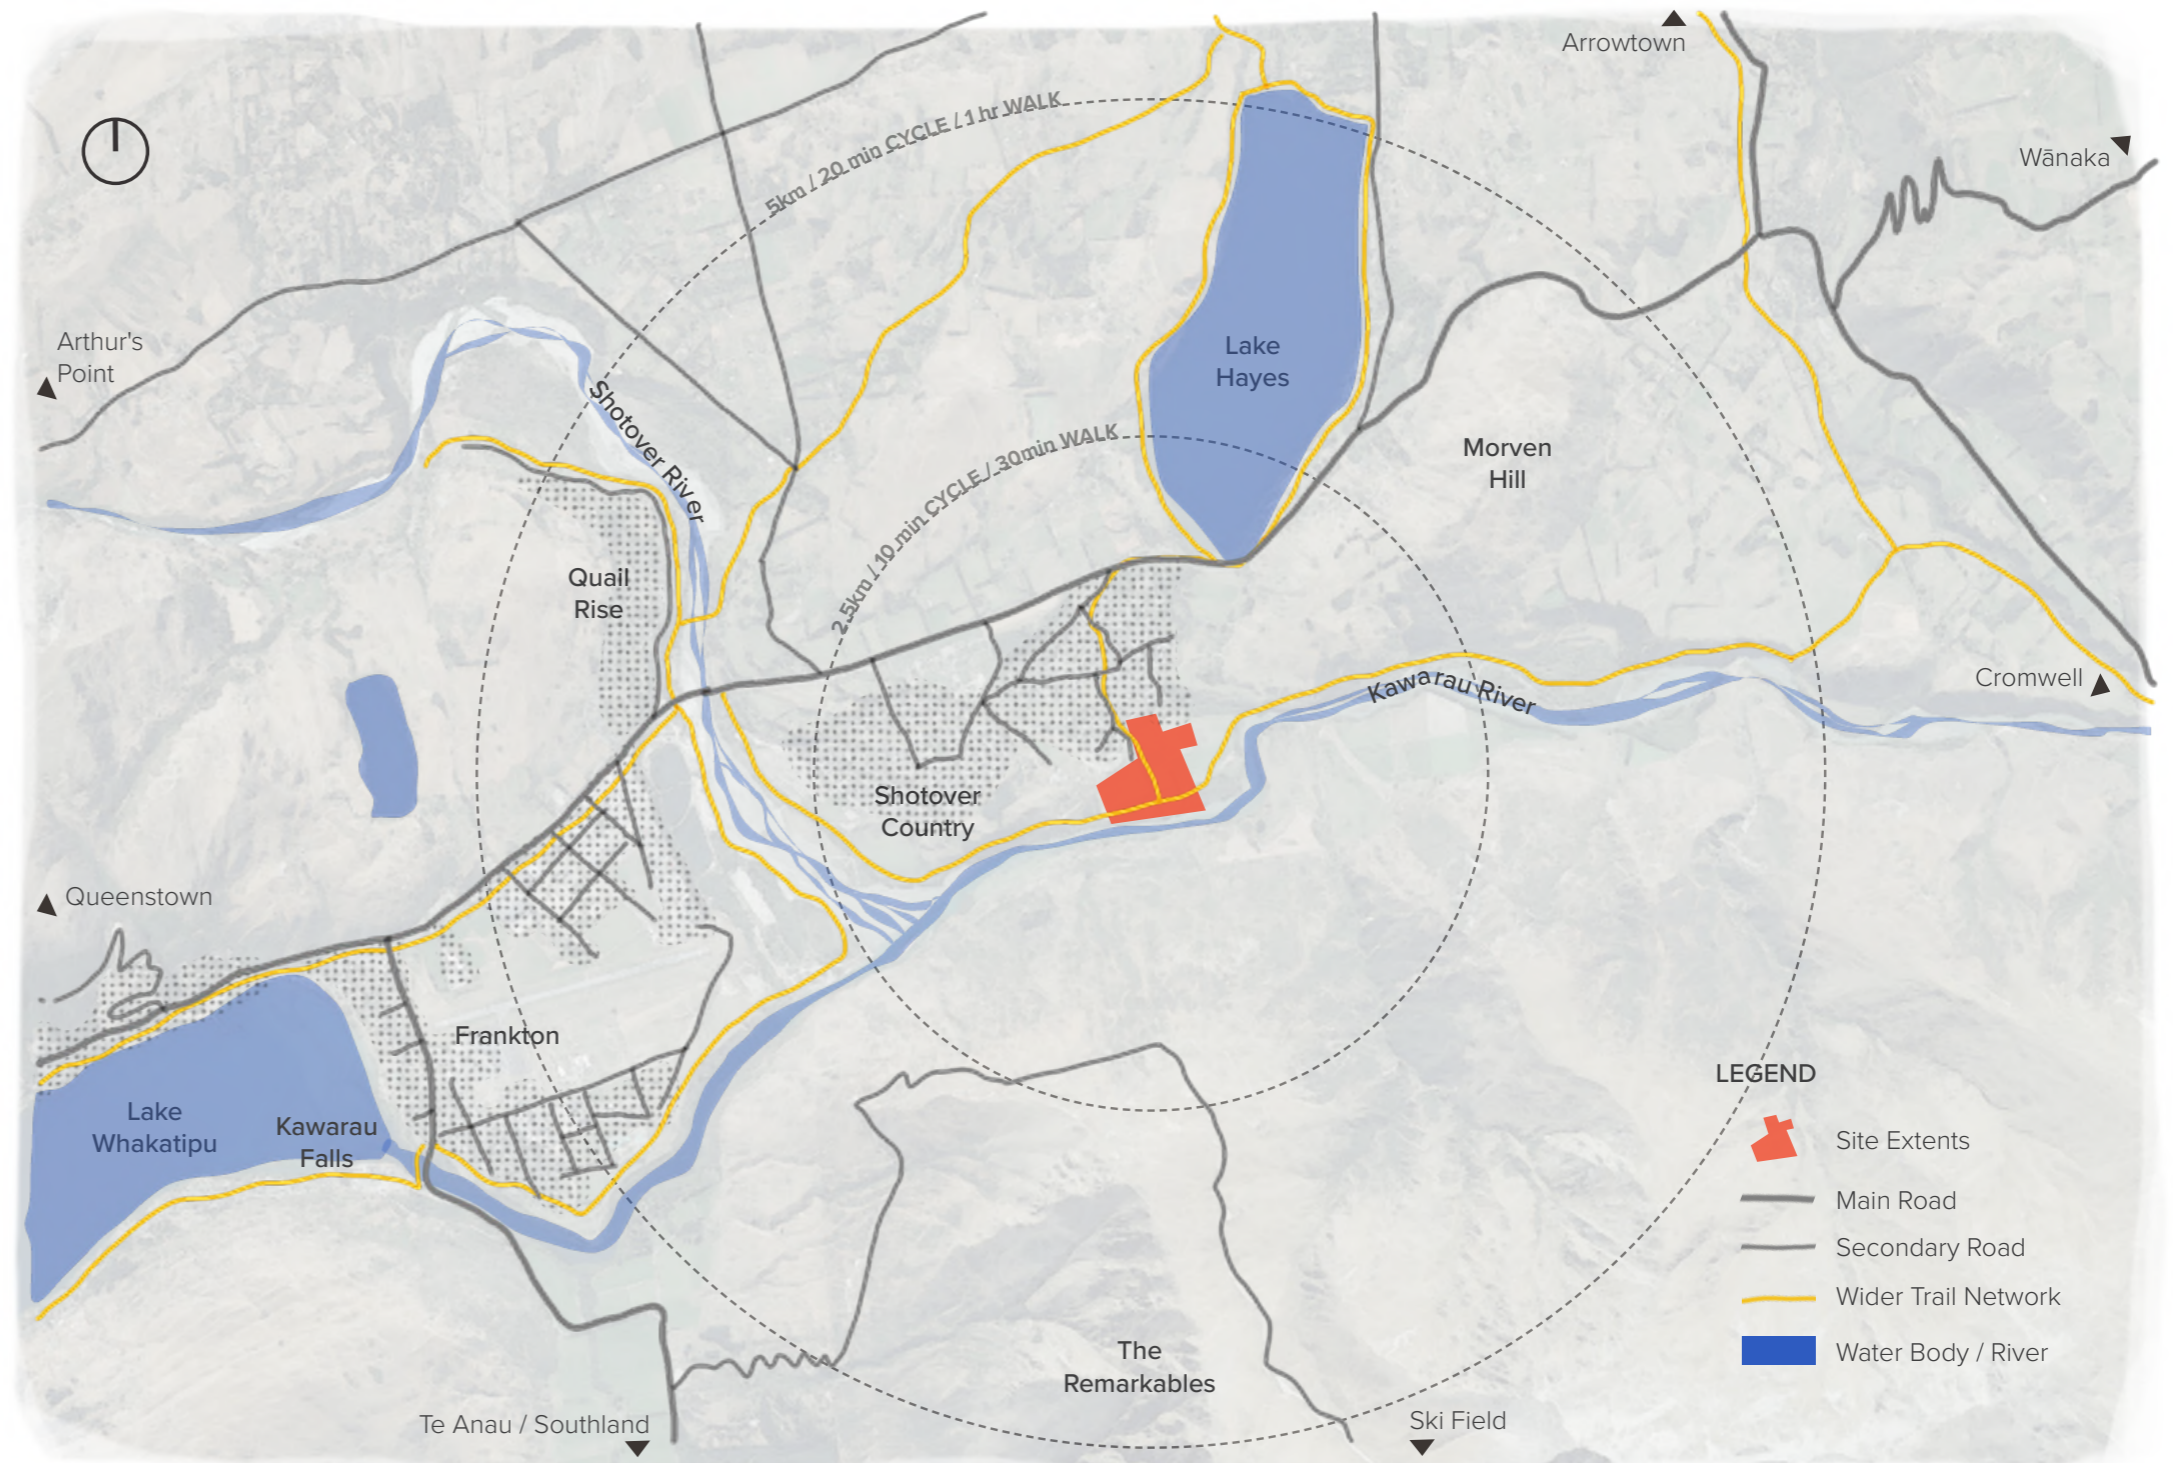 Arrowtown
Wānaka
5km / 20 min CYCLE / 1 hr WALK
Arthur's
Point
Lake
Hayes
Shotover River
2.5km / 10 min CYCLE / 30min WALK
Morven
Hill
Quail
Rise
Kawarau River
Cromwell
Shotover
Country
Queenstown
Frankton
Lake
Whakatipu
Kawarau
Falls
The
Remarkables
Te Anau / Southland
Ski Field
LEGEND
Site Extents
Main Road
Secondary Road
Wider Trail Network
Water Body / River